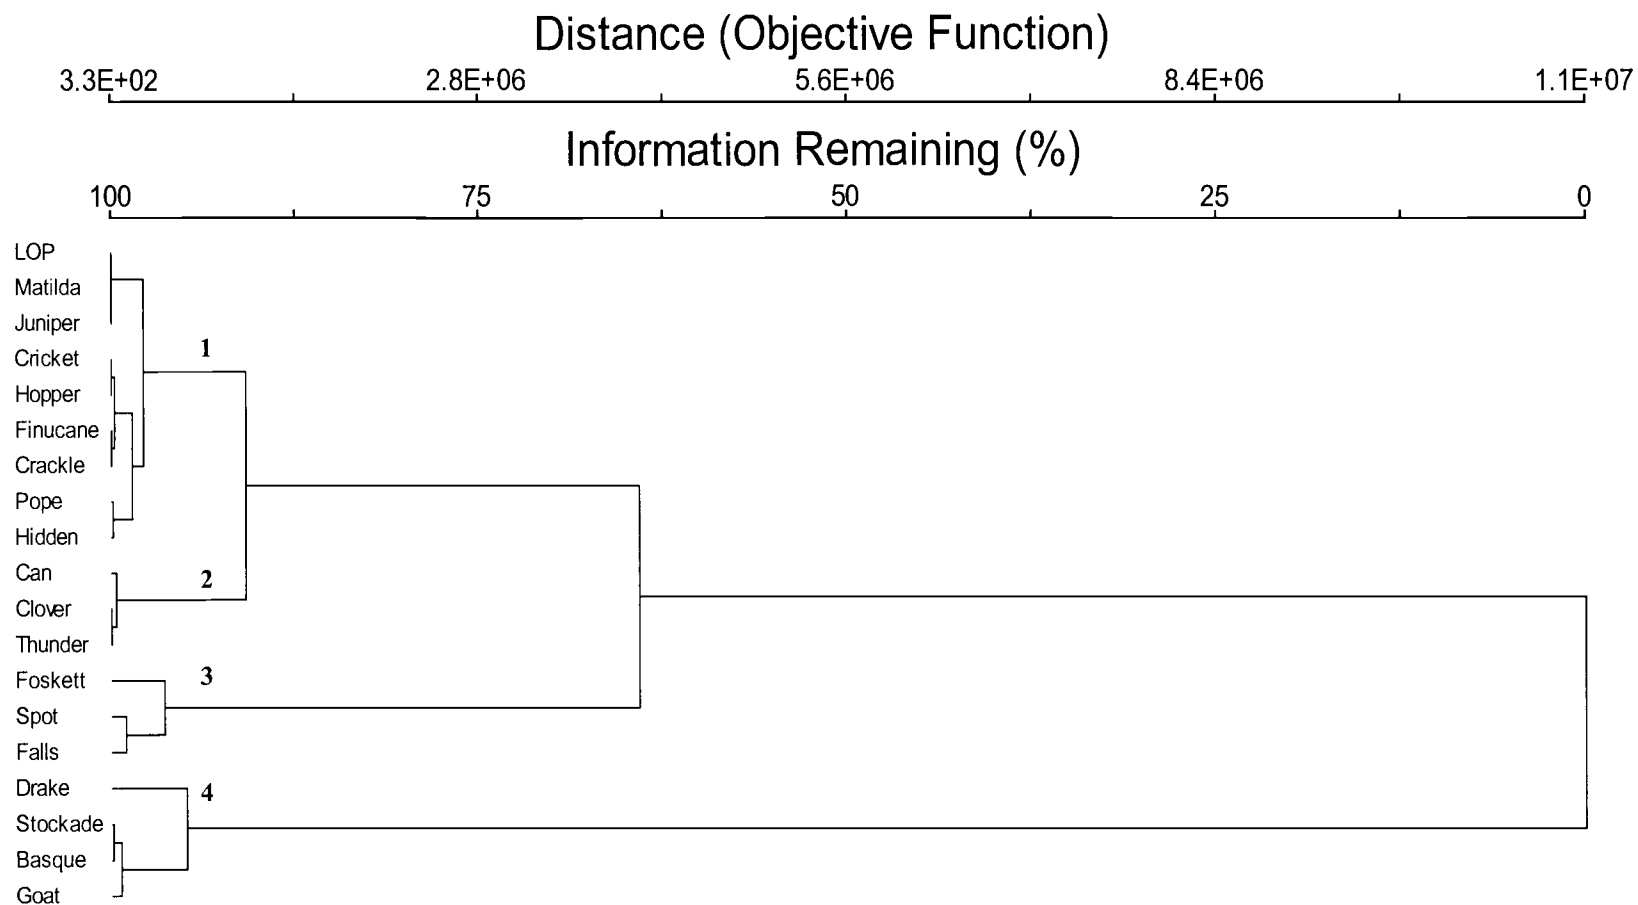 Distance (Objective Function)
3.3E+02 2.8E+06 5.6E+06 8.4E+06 1.1E+07
Information Remaining (%)
100 75 50 25 0
LOP
Matilda
Juniper
1
Cricket
Hopper
Finucane
Crackle
Pope
Hidden
Can
2
Clover
Thunder
Foskett
3
Spot
Falls
Drake
4
Stockade
Basque
Goat